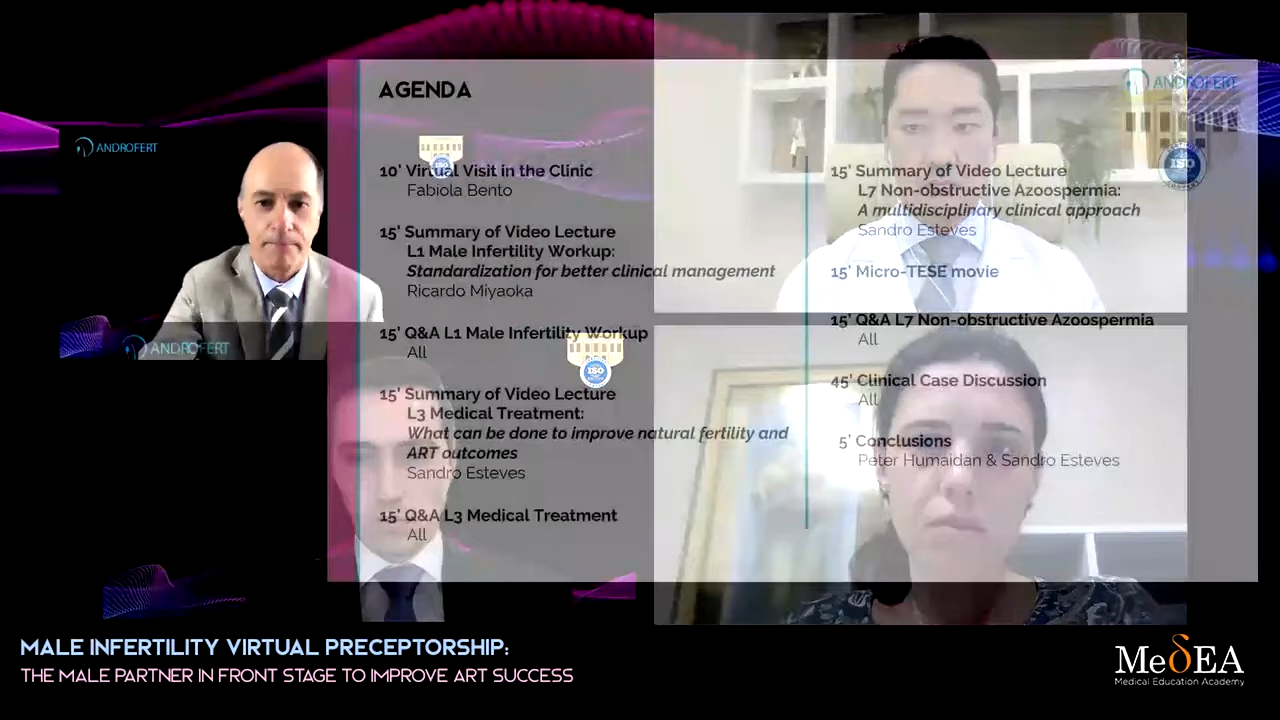 ANDROFERT
AGENDA
10' Virtual Visit in the Clinic
Fabiola Bento
15' Summary of Video Lecture
L1 Male Infertility Workup:
Standardization for better clinical management
Ricardo Miyaoka
15' Q&A L1 Male Infertility Workup
All
15' Summary of Video Lecture
L3 Medical Treatment:
What can be done to improve natural fertility and
ART outcomes
Sandro Esteves
15' Q&A L3 Medical Treatment
All
ANDROFERT
ISO
ISO
ANDROFERT
ISO
15' Summary of Video Lecture
L7 Non-obstructive Azoospermia:
A multidisciplinary clinical approach
Sandro Esteves
15' Micro-TESE movie
15' Q&A L7 Non-obstructive Azoospermia
All
45' Clinical Case Discussion
All
5' Conclusions
Peter Humaidan & Sandro Esteves
MALE INFERTILITY VIRTUAL PRECEPTORSHIP:
THE MALE PARTNER IN FRONT STAGE TO IMPROVE ART SUCCESS
MeδEA
Medical Education Academy